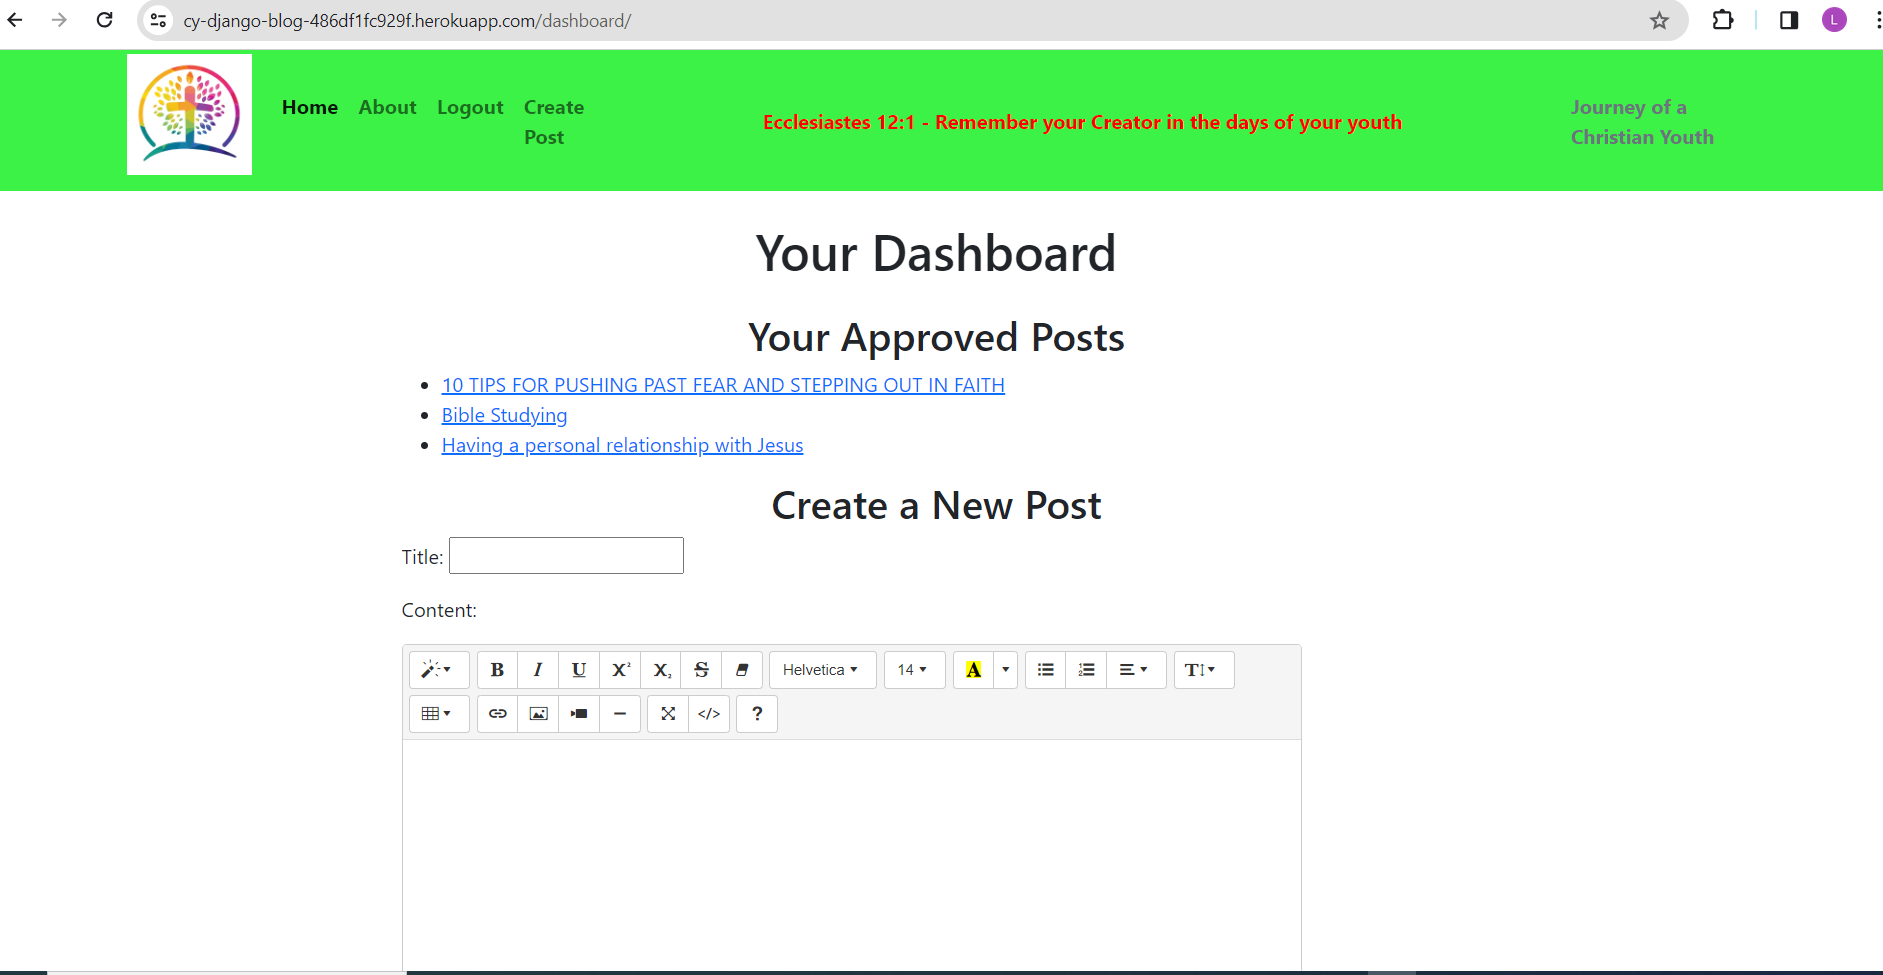 cy-django-blog-486df1fc929f.herokuapp.com/dashboard/
L
Home About Logout Create
Post
Ecclesiastes 12:1 - Remember your Creator in the days of your youth
Journey of a
Christian Youth
Your Dashboard
Your Approved Posts
10 TIPS FOR PUSHING PAST FEAR AND STEPPING OUT IN FAITH
Bible Studying
Having a personal relationship with Jesus
Create a New Post
Title:
Content:
B I U X² X₂ S Helvetica 14 A T
</> ?